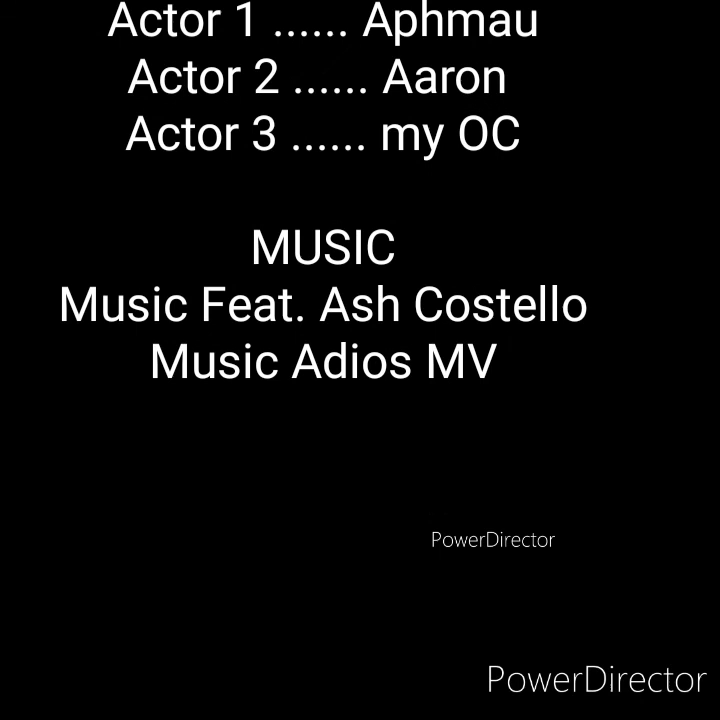 Actor 1 ...... Aphmau
Actor 2 ...... Aaron
Actor 3 ...... my OC
MUSIC
Music Feat. Ash Costello
Music Adios MV
PowerDirector
PowerDirector